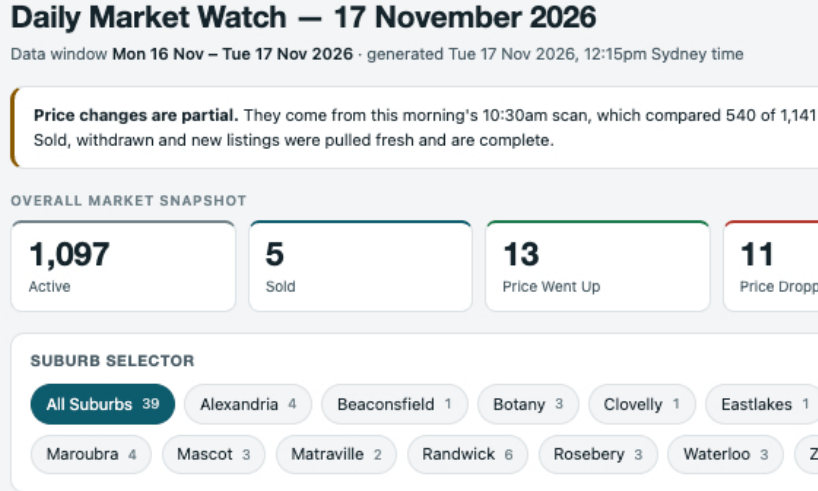 Daily Market Watch — 17 November 2026
Data window Mon 16 Nov – Tue 17 Nov 2026 · generated Tue 17 Nov 2026, 12:15pm Sydney time
Price changes are partial. They come from this morning's 10:30am scan, which compared 540 of 1,141
Sold, withdrawn and new listings were pulled fresh and are complete.
OVERALL MARKET SNAPSHOT
1,097 5 13 11
Active Sold Price Went Up Price Dropp
SUBURB SELECTOR
All Suburbs 39 Alexandria 4 Beaconsfield 1 Botany 3 Clovelly 1 Eastlakes 1
Maroubra 4 Mascot 3 Matraville 2 Randwick 6 Rosebery 3 Waterloo 3 Z